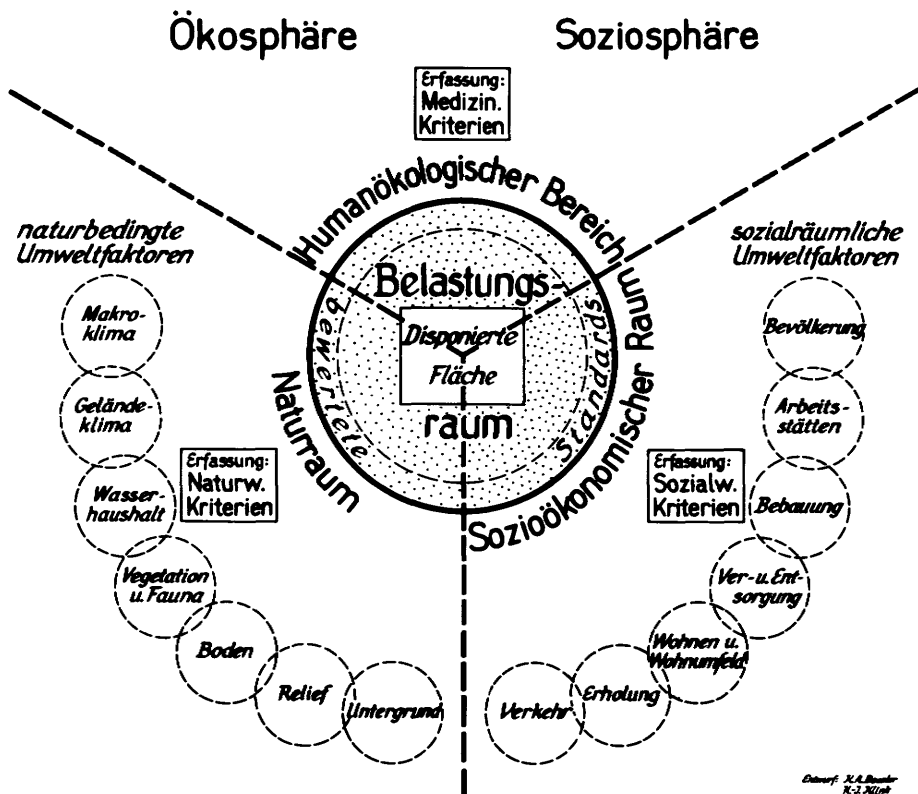 Ökosphäre
Soziosphäre
Erfassung:
Medizin.
Kriterien
Humanökologischer Bereich
naturbedingte
Umweltfaktoren
sozialräumliche
Umweltfaktoren
Belastungs-
bewertete
Standards
Disponierte
Fläche
raum
Naturraum
Sozioökonomischer Raum
Makro-
klima
Gelände-
klima
Wasser-
haushalt
Vegetation
u. Fauna
Boden
Relief
Untergrund
Erfassung:
Naturw.
Kriterien
Erfassung:
Sozialw.
Kriterien
Bevölkerung
Arbeits-
stätten
Bebauung
Ver- u. Ent-
sorgung
Wohnen u.
Wohnumfeld
Erholung
Verkehr
Entwurf: H.A.
H.-J. Klink